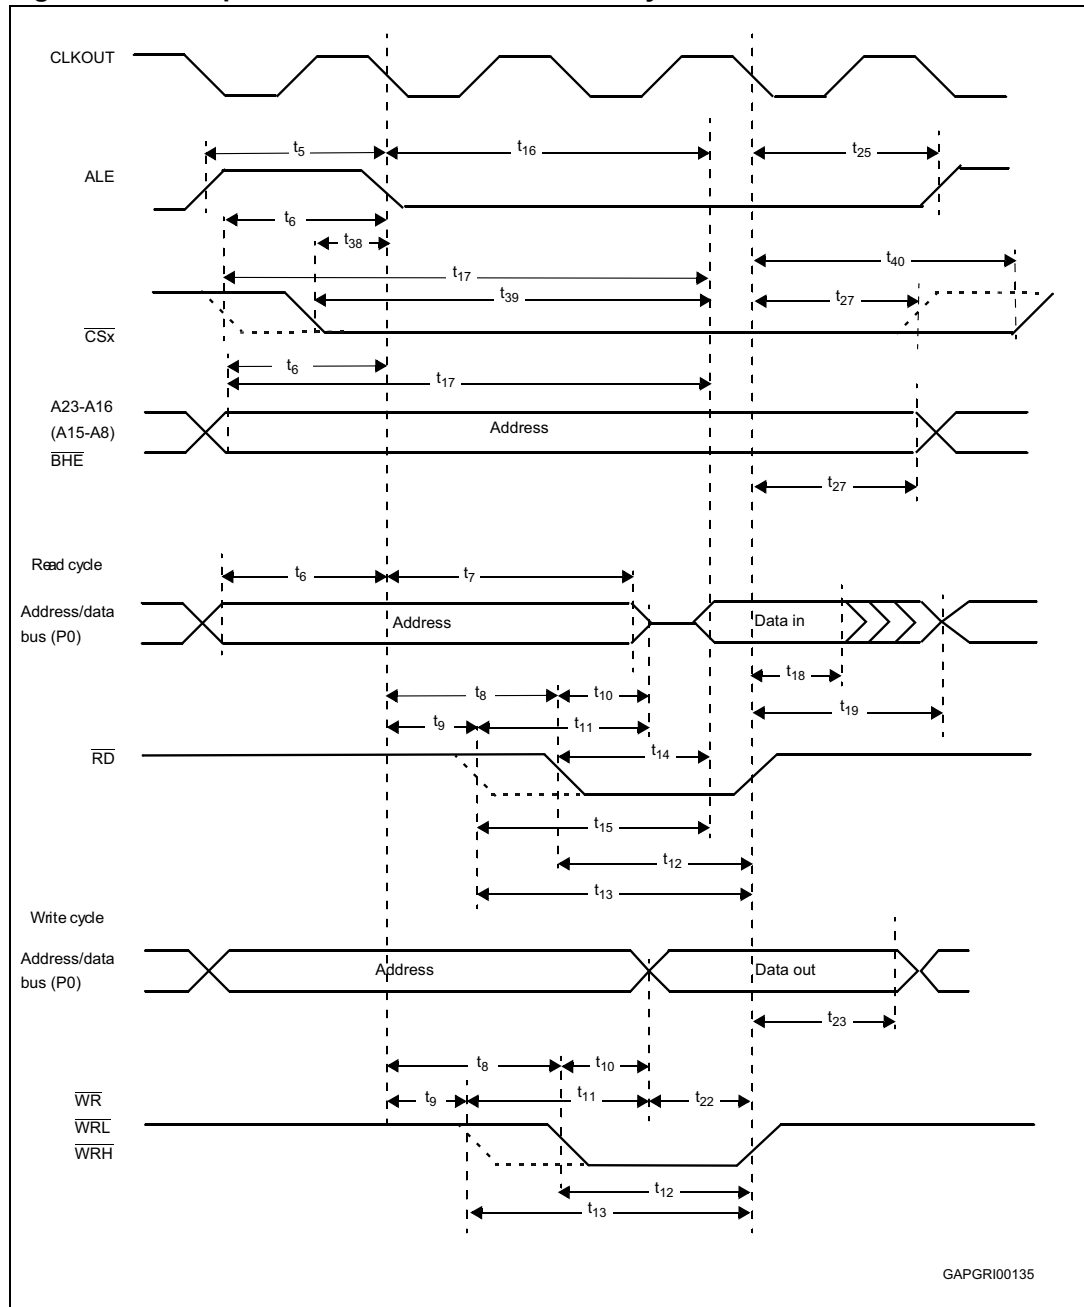 CLKOUT
t5
t16
t25
ALE
t6
t38
t40
t17
t39
t27
CSx
t6
t17
A23-A16
(A15-A8)
BHE
Address
t27
Read cycle
t6
t7
Address/data
bus (P0)
Address
Data in
t18
t8
t10
t19
t9
t11
t14
RD
t15
t12
t13
Write cycle
Address/data
bus (P0)
Address
Data out
t23
t8
t10
t9
t11
t22
WR
WRL
WRH
t12
t13
GAPGRI00135